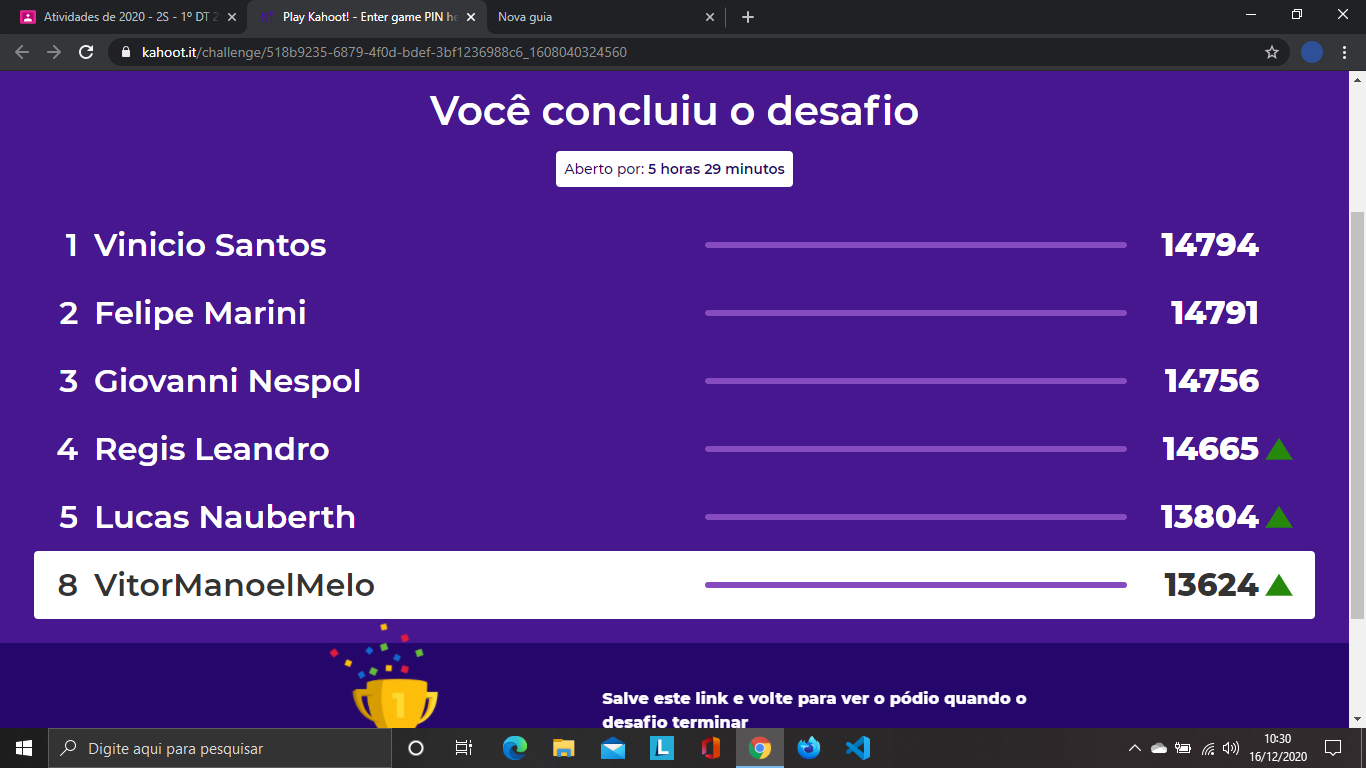 Atividades de 2020 - 2S - 1º DT 2
Play Kahoot! - Enter game PIN he
Nova guia
kahoot.it/challenge/518b9235-6879-4f0d-bdef-3bf1236988c6_1608040324560
Você concluiu o desafio
Aberto por: 5 horas 29 minutos
1 Vinicio Santos 14794
2 Felipe Marini 14791
3 Giovanni Nespol 14756
4 Regis Leandro 14665
5 Lucas Nauberth 13804
8 VitorManoelMelo 13624
1
Salve este link e volte para ver o pódio quando o
desafio terminar
Digite aqui para pesquisar
L
10:30
16/12/2020